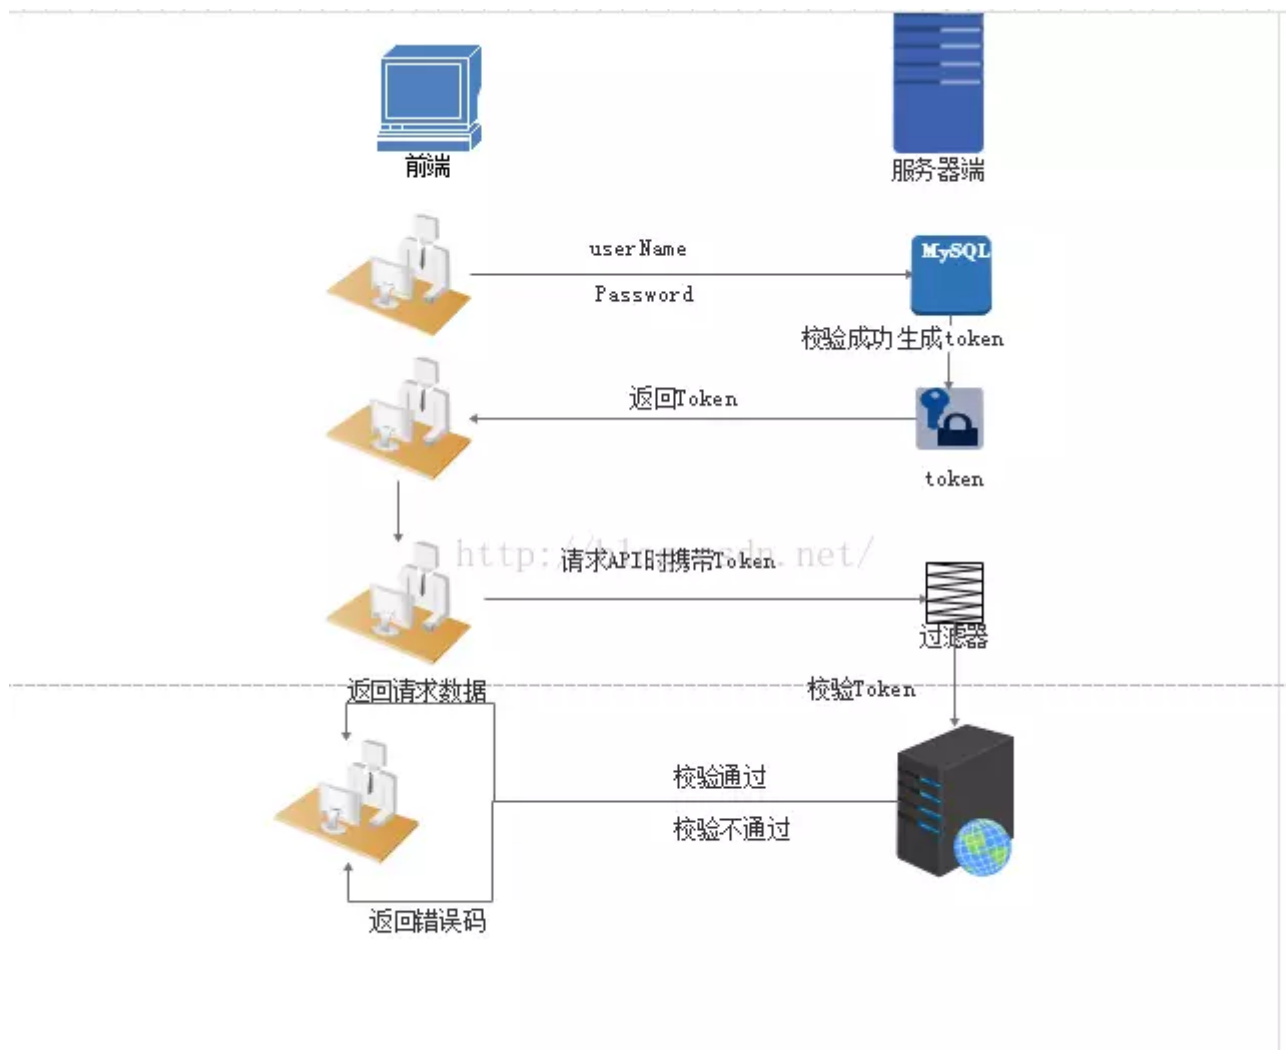 前端
服务器端
userName
MySQL
Password
校验成功生成token
返回Token
token
请求API时携带Token
过滤器
返回请求数据
校验Token
校验通过
校验不通过
返回错误码